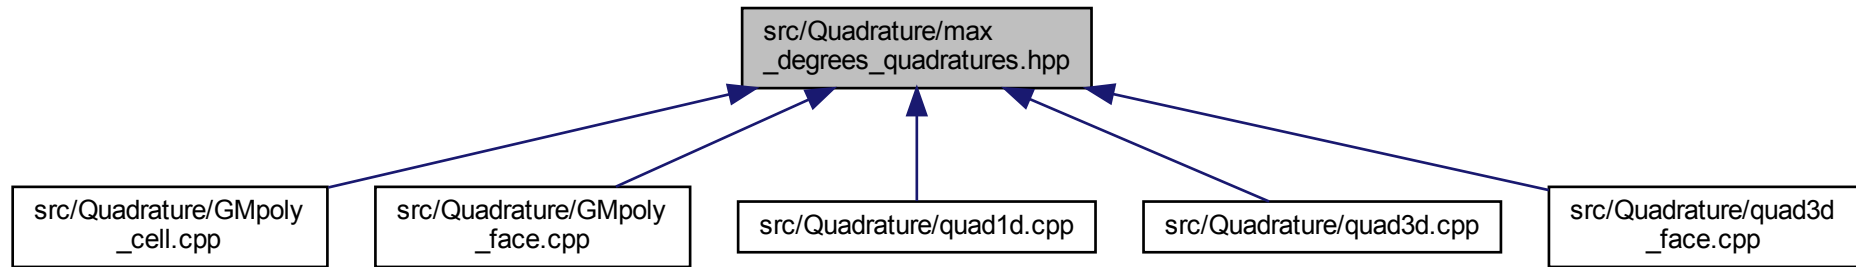 src/Quadrature/max
_degrees_quadratures.hpp
src/Quadrature/GMpoly
_cell.cpp
src/Quadrature/GMpoly
_face.cpp
src/Quadrature/quad1d.cpp
src/Quadrature/quad3d.cpp
src/Quadrature/quad3d
_face.cpp